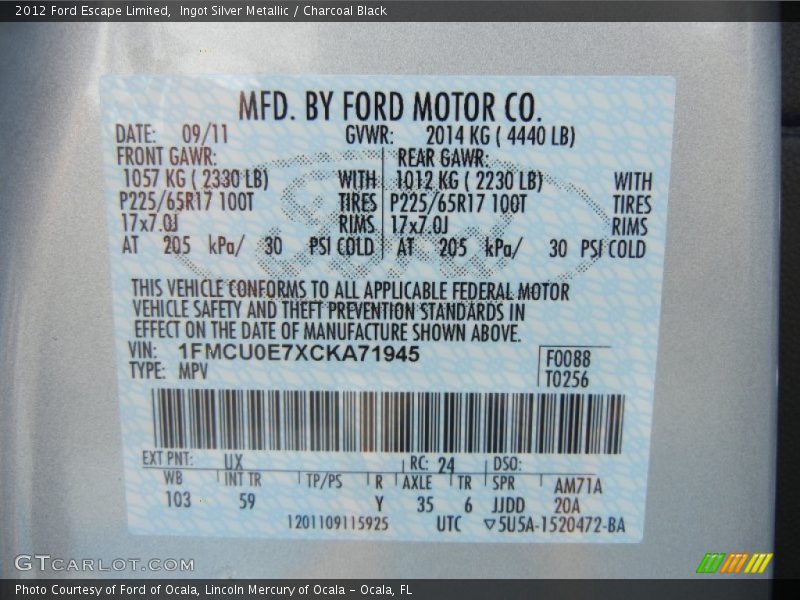 2012 Ford Escape Limited,  Ingot Silver Metallic / Charcoal Black
MFD. BY FORD MOTOR CO.
DATE: 09/11 GVWR: 2014 KG ( 4440 LB)
FRONT GAWR: REAR GAWR:
1057 KG ( 2330 LB) WITH 1012 KG ( 2230 LB) WITH
P225/65R17 100T TIRES P225/65R17 100T TIRES
17x7.0J RIMS 17x7.0J RIMS
AT 205 kPa/ 30 PSI COLD AT 205 kPa/ 30 PSI COLD
THIS VEHICLE CONFORMS TO ALL APPLICABLE FEDERAL MOTOR
VEHICLE SAFETY AND THEFT PREVENTION STANDARDS IN
EFFECT ON THE DATE OF MANUFACTURE SHOWN ABOVE.
VIN: 1FMCU0E7XCKA71945 F0088
TYPE: MPV T0256
EXT PNT: UX RC: 24 DSO:
WB INT TR TP/PS R AXLE TR SPR AM71A
103 59 Y 35 6 JJDD 20A
1201109115925 UTC ▽5U5A-1520472-BA
GTCARLOT.COM
Photo Courtesy of Ford of Ocala, Lincoln Mercury of Ocala – Ocala, FL